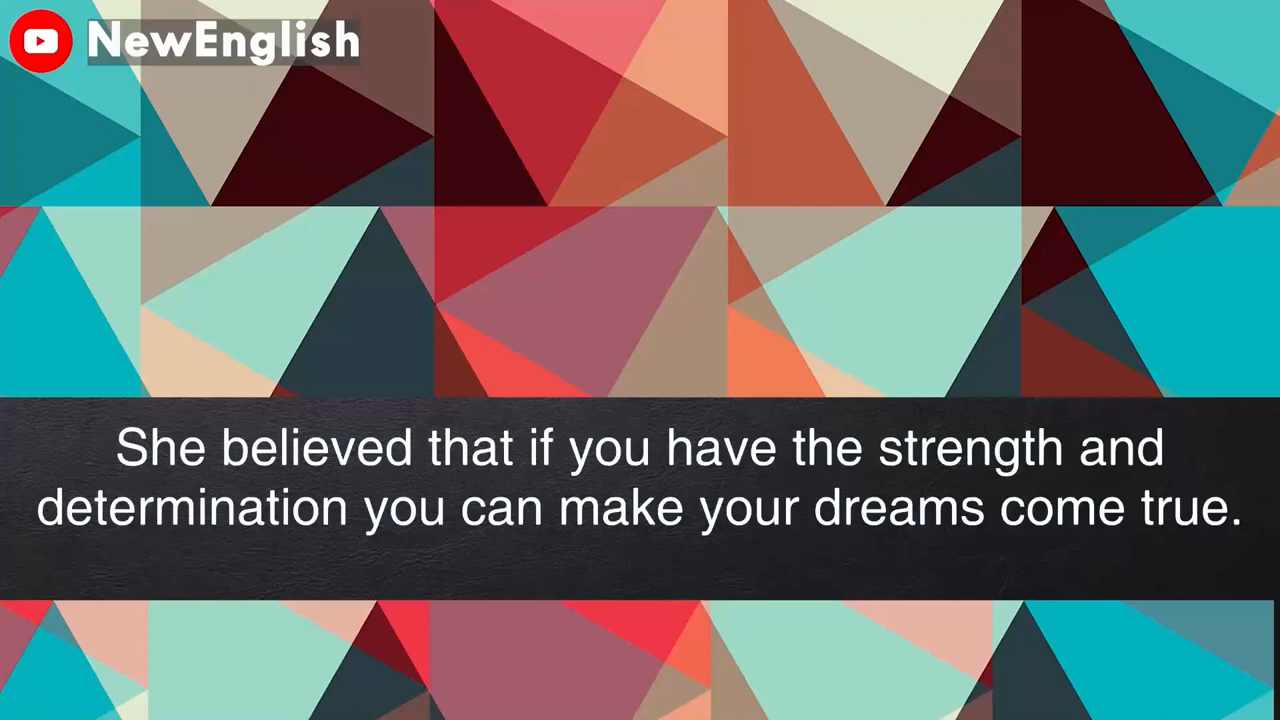 NewEnglish
She believed that if you have the strength and
determination you can make your dreams come true.